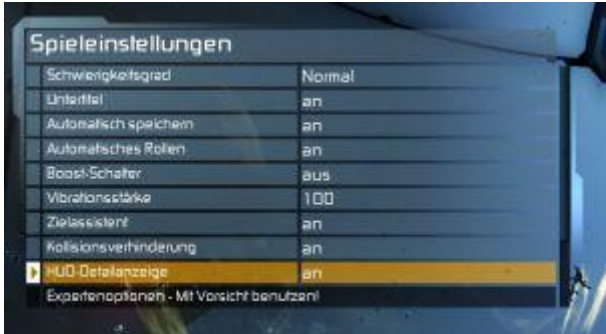 Spieleinstellungen
Schwierigkeitsgrad Normal
Untertitel an
Automatisch speichern an
Automatisches Rollen an
Boost-Schalter aus
Vibrationsstärke 100
Zielassistent an
Kollisionsverhinderung an
HUD-Detailanzeige an
Expertenoptionen - Mit Vorsicht benutzen!